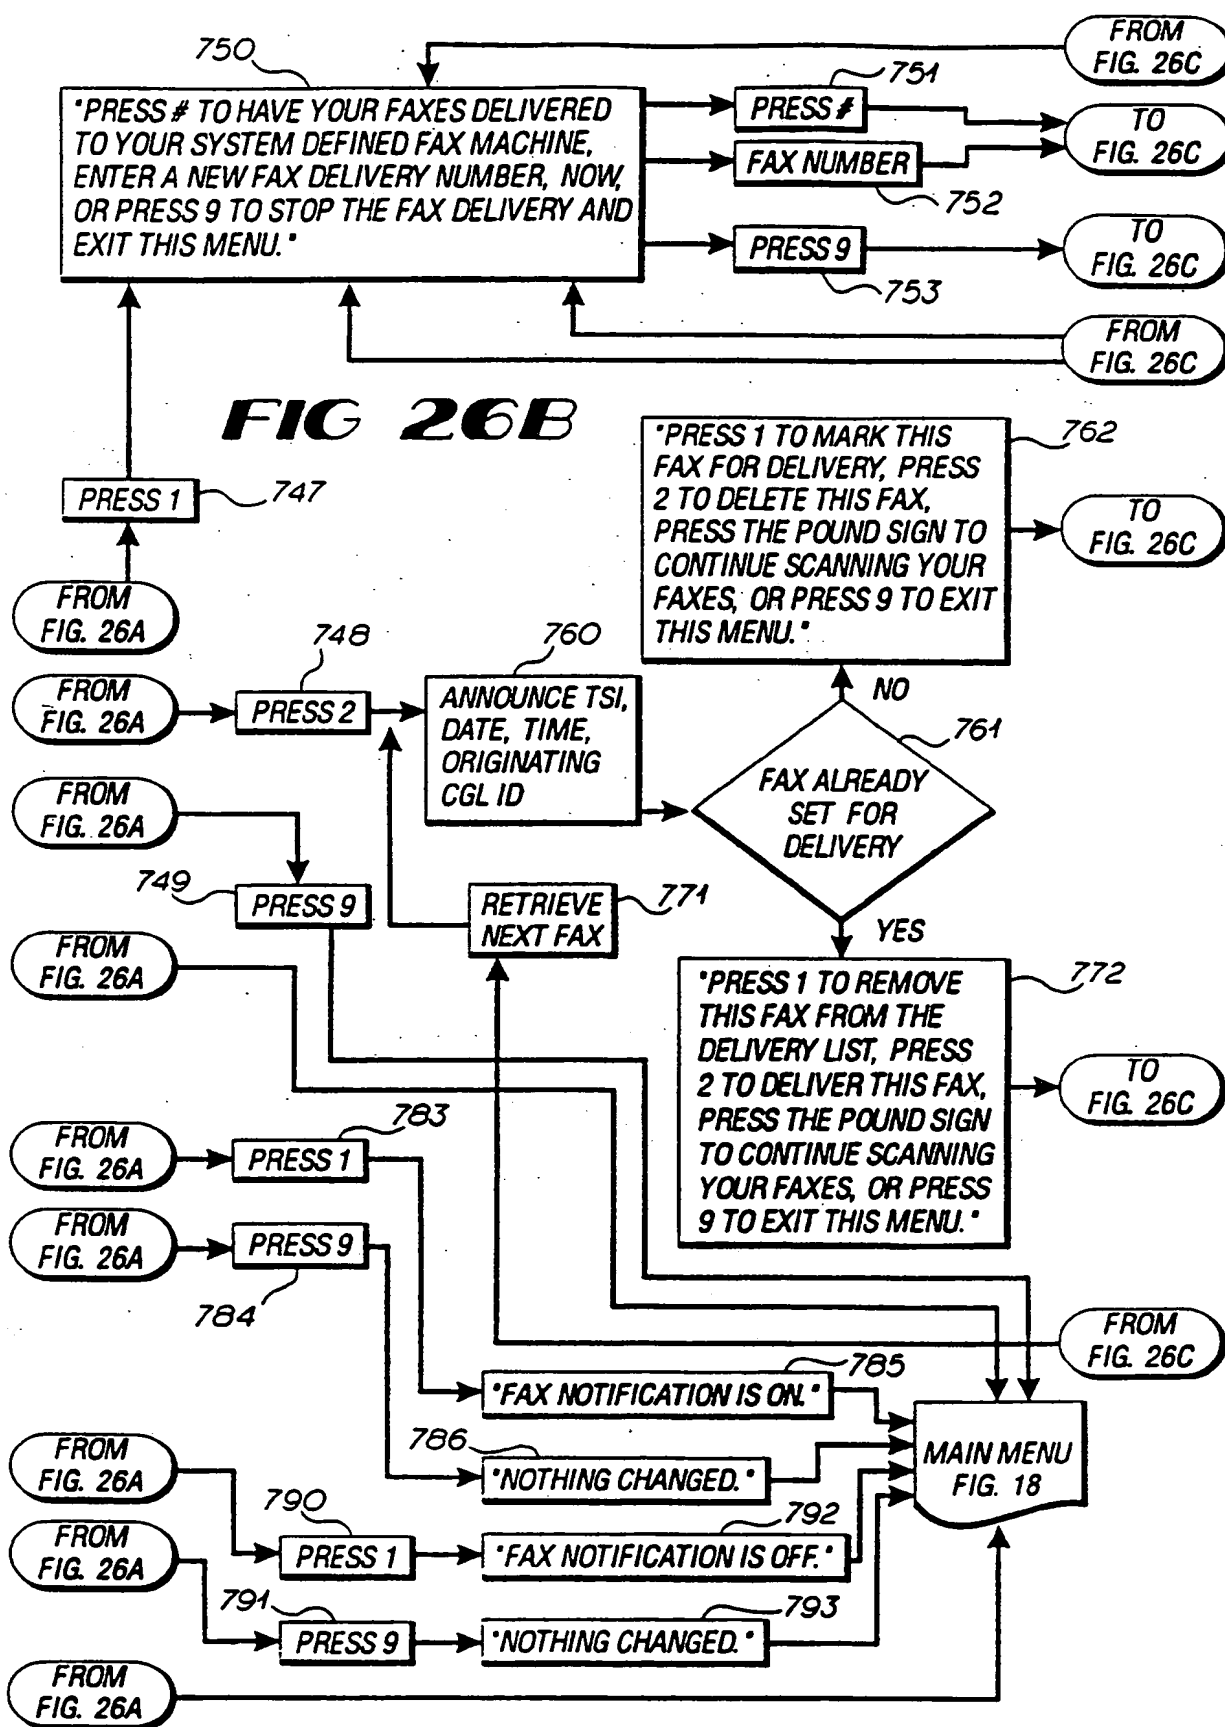 750
FROM
FIG. 26C
751
"PRESS # TO HAVE YOUR FAXES DELIVERED
TO YOUR SYSTEM DEFINED FAX MACHINE,
ENTER A NEW FAX DELIVERY NUMBER, NOW,
OR PRESS 9 TO STOP THE FAX DELIVERY AND
EXIT THIS MENU."
PRESS #
TO
FIG. 26C
FAX NUMBER
752
PRESS 9
TO
FIG. 26C
753
FROM
FIG. 26C
FIG 26B
PRESS 1
747
FROM
FIG. 26A
"PRESS 1 TO MARK THIS
FAX FOR DELIVERY, PRESS
2 TO DELETE THIS FAX,
PRESS THE POUND SIGN TO
CONTINUE SCANNING YOUR
FAXES, OR PRESS 9 TO EXIT
THIS MENU."
762
TO
FIG. 26C
748
760
FROM
FIG. 26A
PRESS 2
ANNOUNCE TSI,
DATE, TIME,
ORIGINATING
CGL ID
NO
761
FAX ALREADY
SET FOR
DELIVERY
YES
FROM
FIG. 26A
749
PRESS 9
RETRIEVE
NEXT FAX
771
FROM
FIG. 26A
772
"PRESS 1 TO REMOVE
THIS FAX FROM THE
DELIVERY LIST, PRESS
2 TO DELIVER THIS FAX,
PRESS THE POUND SIGN
TO CONTINUE SCANNING
YOUR FAXES, OR PRESS
9 TO EXIT THIS MENU."
TO
FIG. 26C
783
FROM
FIG. 26A
PRESS 1
FROM
FIG. 26A
PRESS 9
784
FROM
FIG. 26C
785
"FAX NOTIFICATION IS ON."
786
"NOTHING CHANGED."
MAIN MENU
FIG. 18
FROM
FIG. 26A
790
792
PRESS 1
"FAX NOTIFICATION IS OFF."
FROM
FIG. 26A
791
793
PRESS 9
"NOTHING CHANGED."
FROM
FIG. 26A